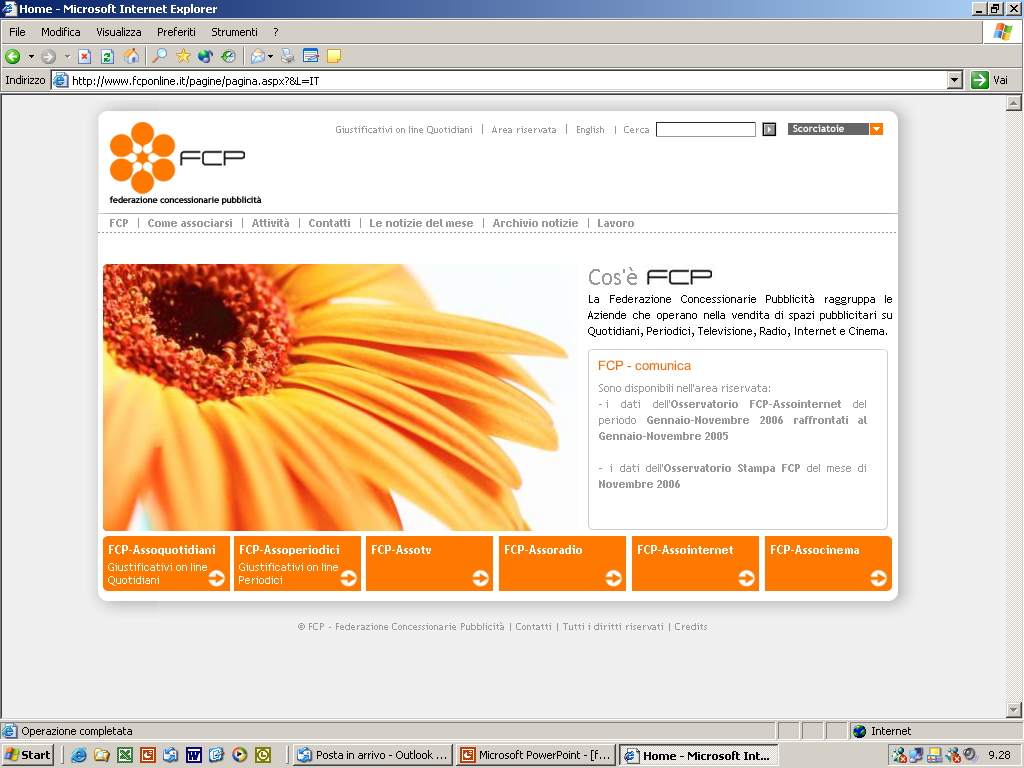 Home - Microsoft Internet Explorer
File Modifica Visualizza Preferiti Strumenti ?
Indirizzo http://www.fcponline.it/pagine/pagina.aspx?&L=IT Vai
Giustificativi on line Quotidiani | Area riservata | English | Cerca Scorciatoie
FCP
federazione concessionarie pubblicità
FCP | Come associarsi | Attività | Contatti | Le notizie del mese | Archivio notizie | Lavoro
Cos'è FCP
La Federazione Concessionarie Pubblicità raggruppa le
Aziende che operano nella vendita di spazi pubblicitari su
Quotidiani, Periodici, Televisione, Radio, Internet e Cinema.
FCP - comunica
Sono disponibili nell'area riservata:
- i dati dell'Osservatorio FCP-Assointernet del
periodo Gennaio-Novembre 2006 raffrontati al
Gennaio-Novembre 2005
- i dati dell'Osservatorio Stampa FCP del mese di
Novembre 2006
FCP-Assoquotidiani FCP-Assoperiodici FCP-Assotv FCP-Assoradio FCP-Assointernet FCP-Associnema
Giustificativi on line Giustificativi on line
Quotidiani Periodici
© FCP - Federazione Concessionarie Pubblicità | Contatti | Tutti i diritti riservati | Credits
Operazione completata Internet
Start Posta in arrivo - Outlook ... Microsoft PowerPoint - [f... Home - Microsoft Int... 9.28